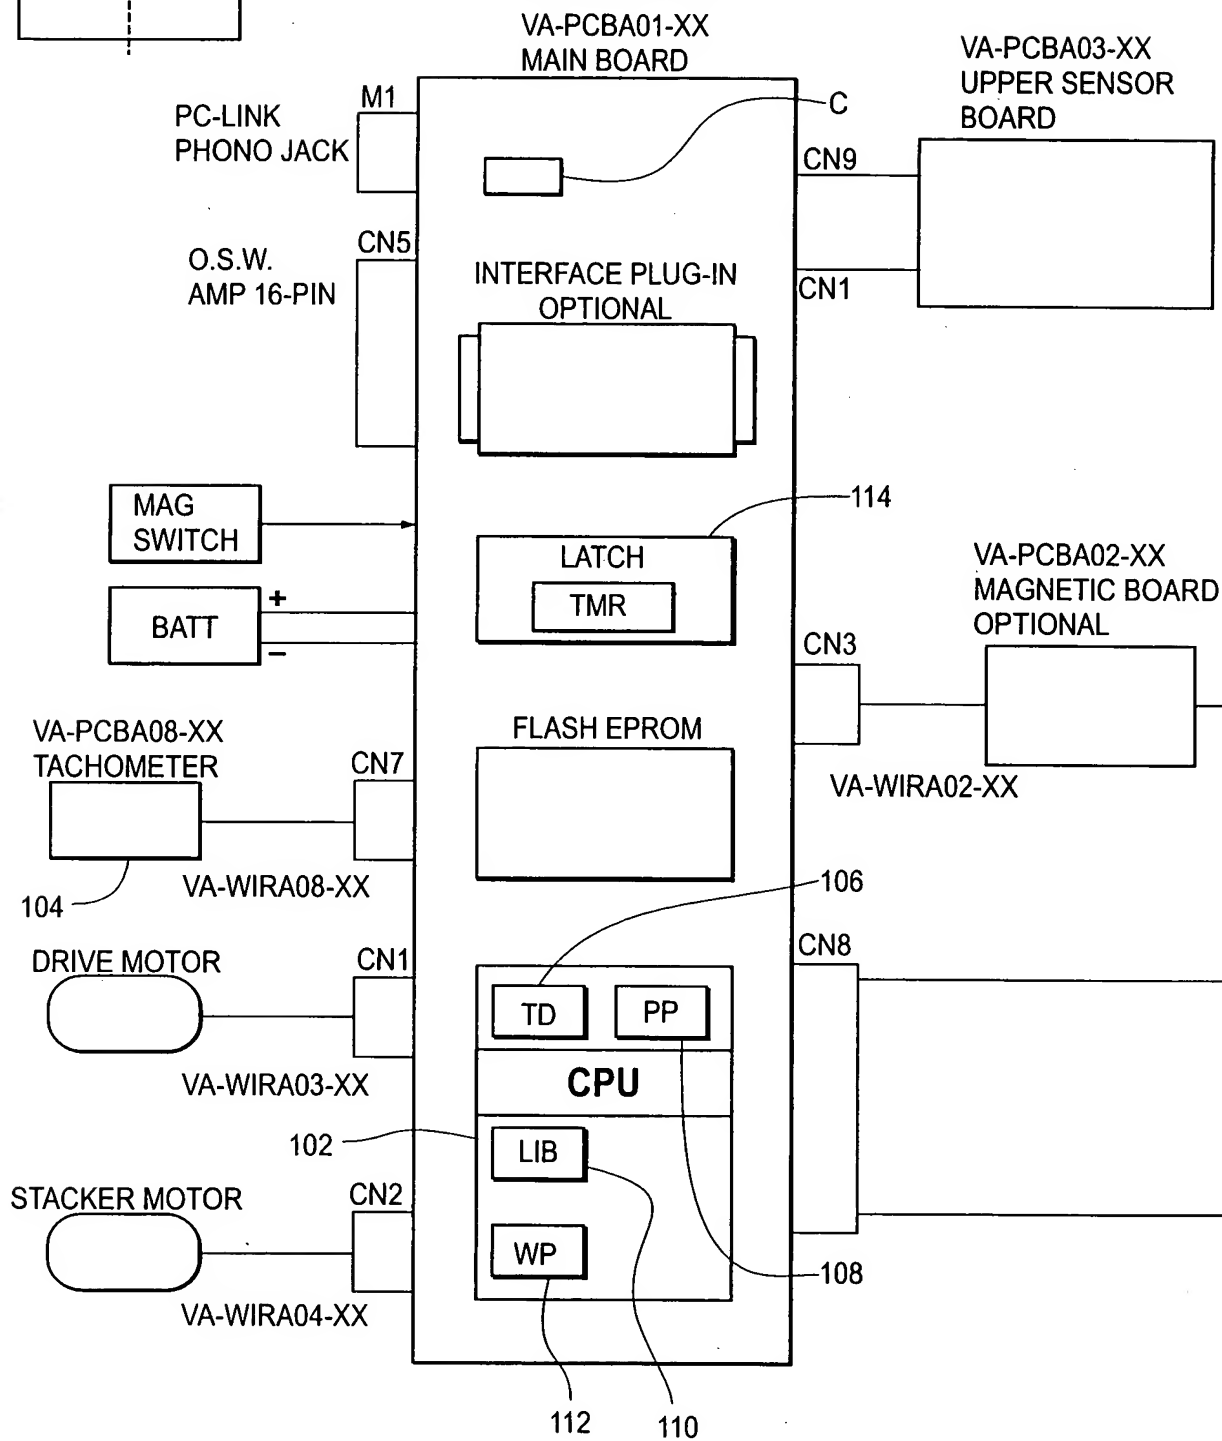 VA-PCBA01-XX
MAIN BOARD
VA-PCBA03-XX
UPPER SENSOR
BOARD
M1
C
PC-LINK
PHONO JACK
CN9
CN5
O.S.W.
AMP 16-PIN
INTERFACE PLUG-IN
OPTIONAL
CN1
MAG
SWITCH
114
LATCH
TMR
VA-PCBA02-XX
MAGNETIC BOARD
OPTIONAL
BATT
+
–
CN3
VA-PCBA08-XX
TACHOMETER
CN7
FLASH EPROM
VA-WIRA02-XX
VA-WIRA08-XX
104
106
DRIVE MOTOR
CN1
CN8
TD
PP
CPU
VA-WIRA03-XX
102
LIB
STACKER MOTOR
CN2
WP
108
VA-WIRA04-XX
112
110